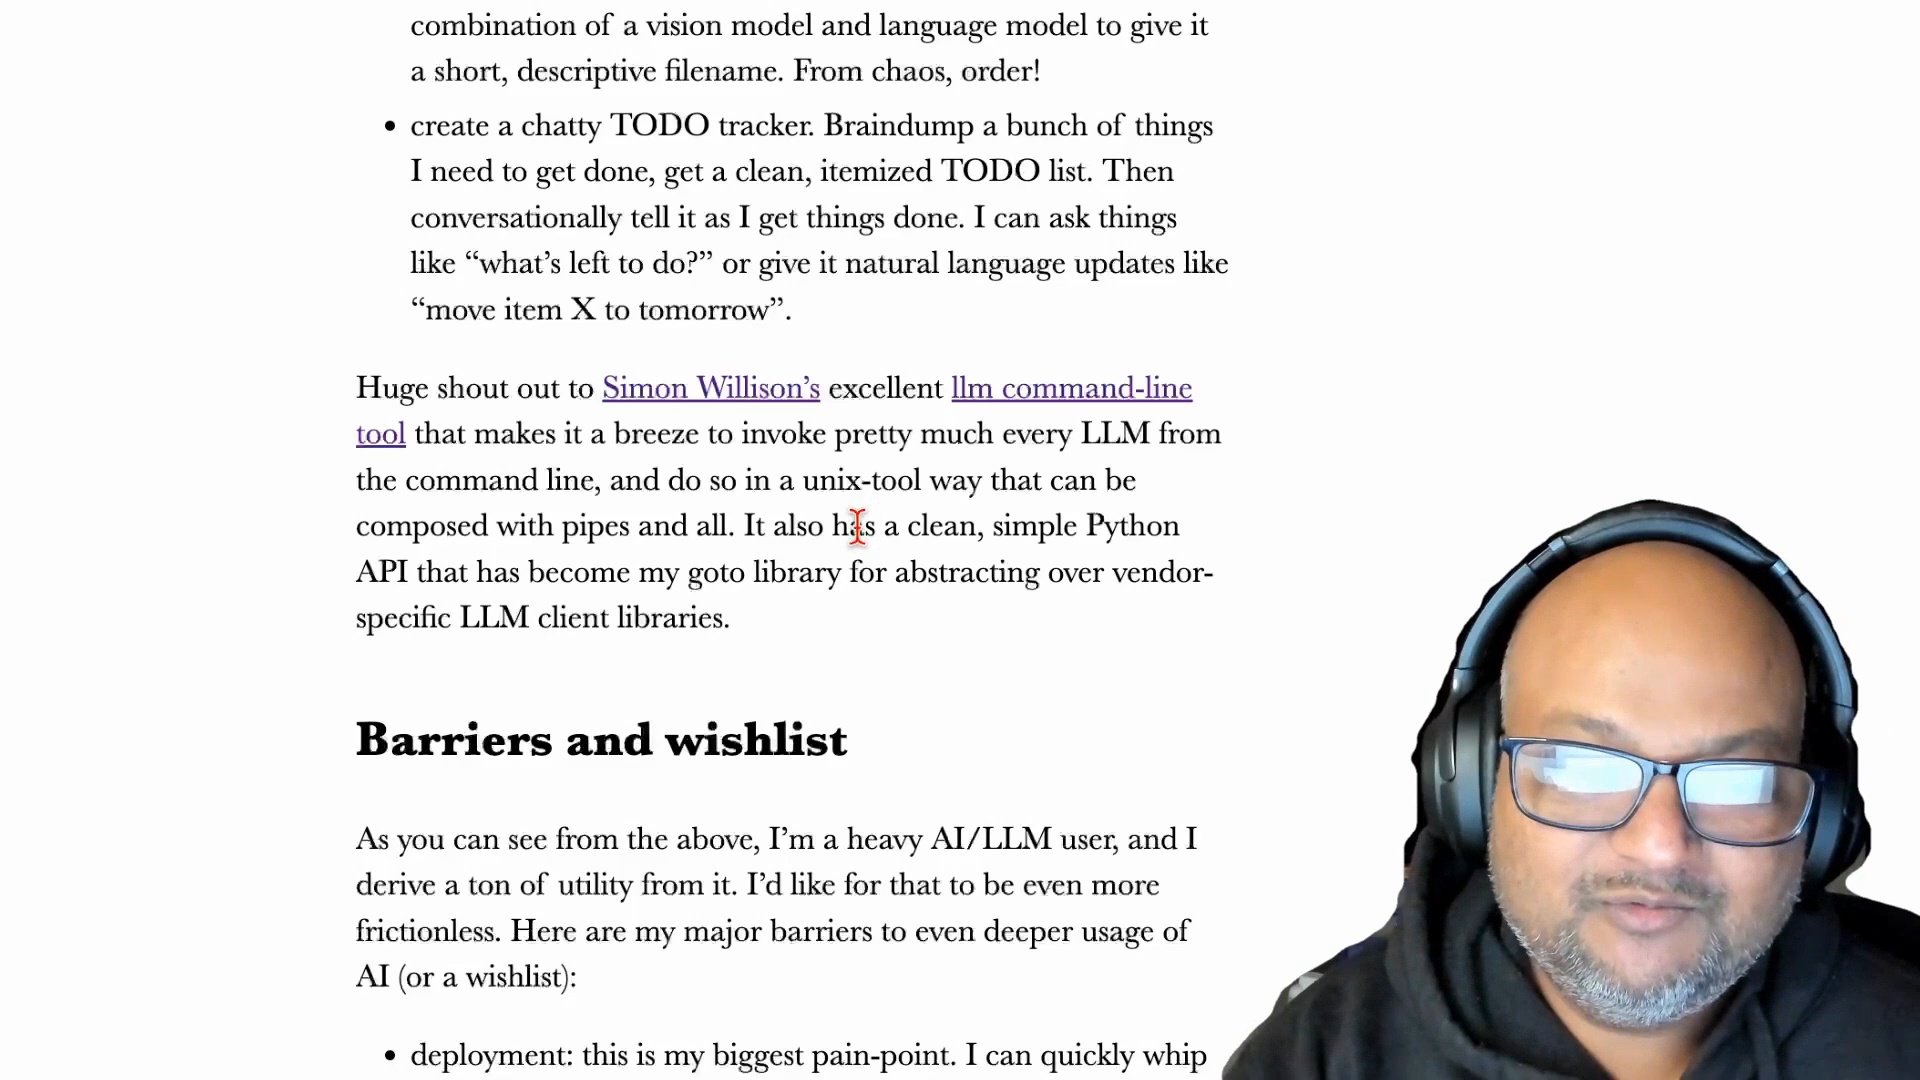 combination of a vision model and language model to give it
a short, descriptive filename. From chaos, order!
• create a chatty TODO tracker. Braindump a bunch of things
I need to get done, get a clean, itemized TODO list. Then
conversationally tell it as I get things done. I can ask things
like “what’s left to do?” or give it natural language updates like
“move item X to tomorrow”.
Huge shout out to Simon Willison’s excellent llm command-line
tool that makes it a breeze to invoke pretty much every LLM from
the command line, and do so in a unix-tool way that can be
composed with pipes and all. It also has a clean, simple Python
API that has become my goto library for abstracting over vendor-
specific LLM client libraries.
Barriers and wishlist
As you can see from the above, I’m a heavy AI/LLM user, and I
derive a ton of utility from it. I’d like for that to be even more
frictionless. Here are my major barriers to even deeper usage of
AI (or a wishlist):
• deployment: this is my biggest pain-point. I can quickly whip